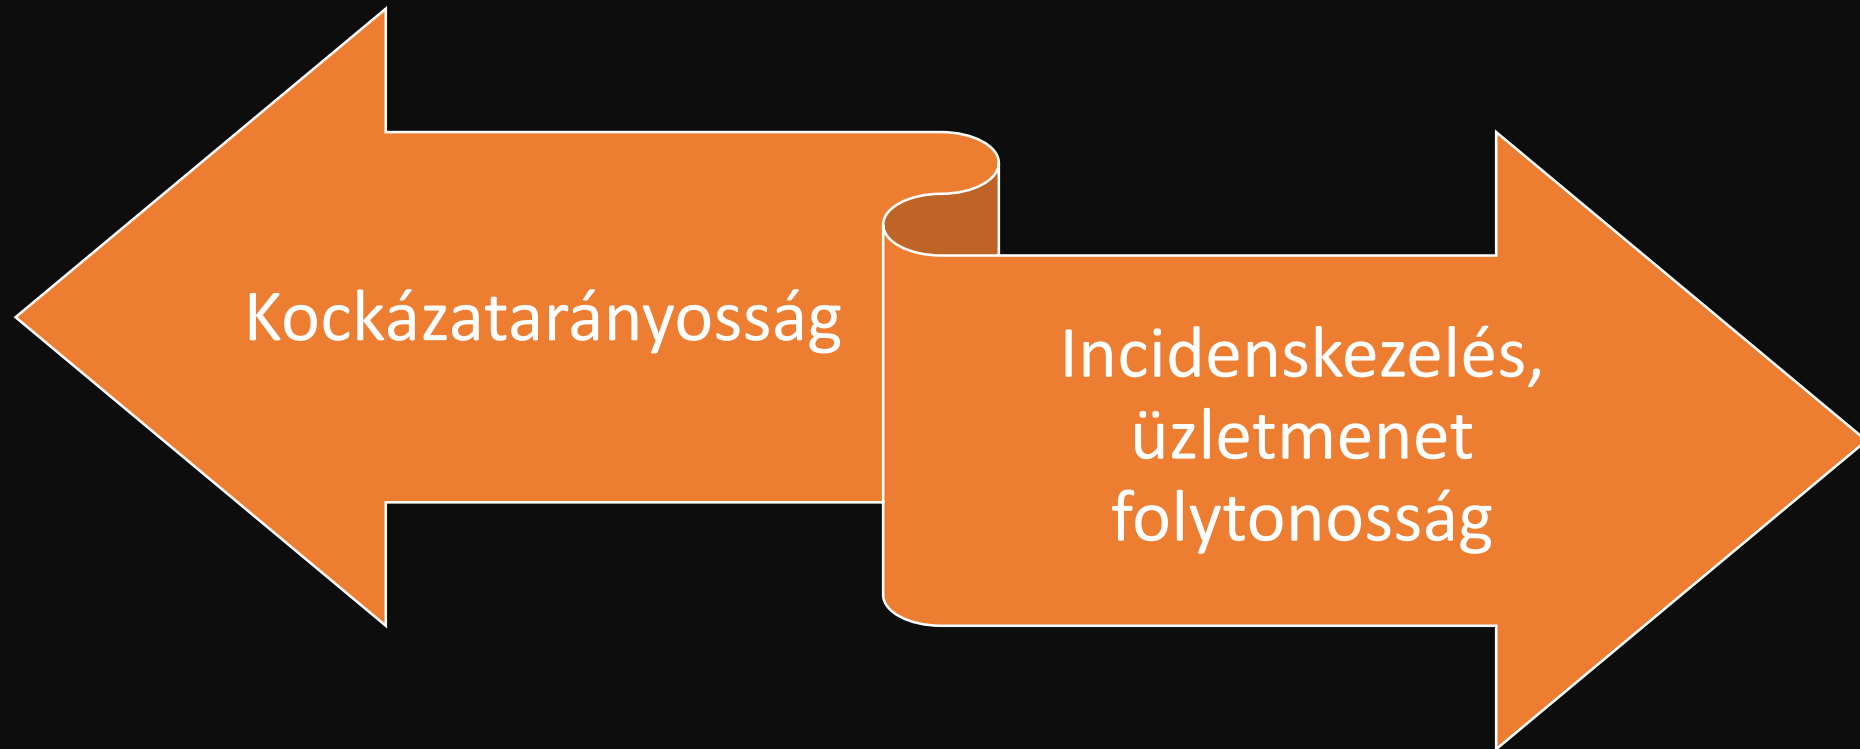 Kockázatarányosság
Incidenskezelés,
üzletmenet
folytonosság